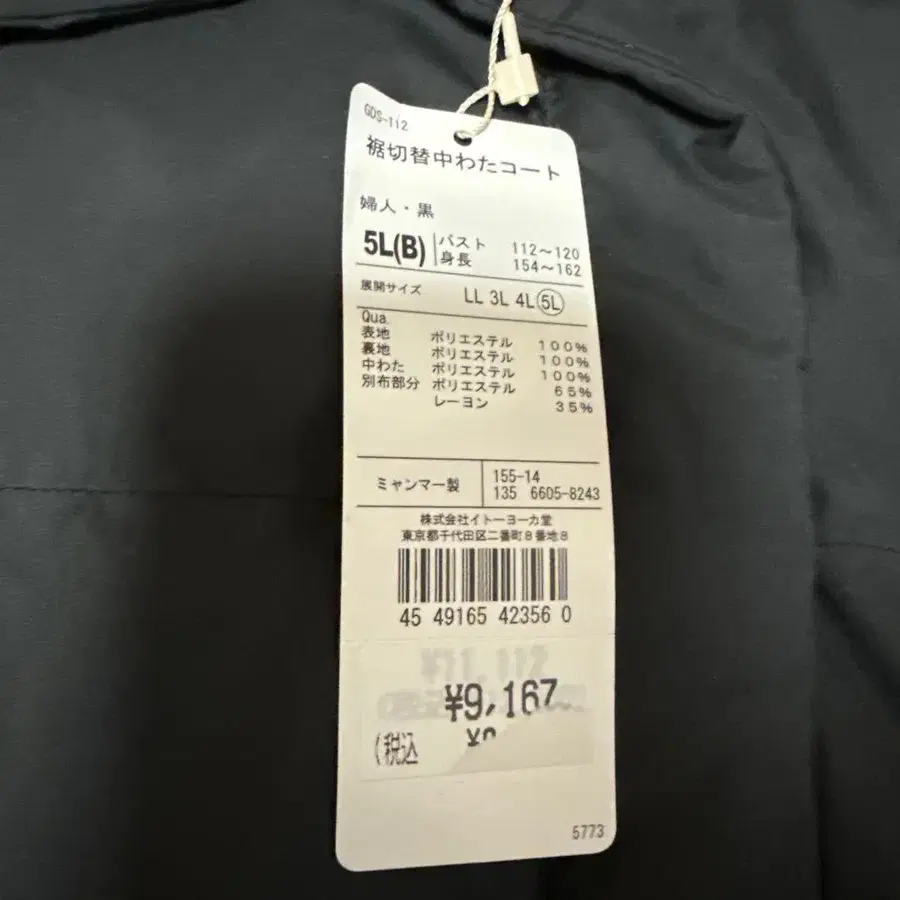 GDS-112
裾切替中わたコート
婦人・黒
5L(B) バスト 112～120
身長 154～162
展開サイズ LL 3L 4L 5L
Qua.
表地 ポリエステル 100%
裏地 ポリエステル 100%
中わた ポリエステル 100%
別布部分 ポリエステル 65%
レーヨン 35%
ミャンマー製 155-14
135 6605-8243
株式会社イトーヨーカ堂
東京都千代田区二番町8番地8
45 49165 42356 0
¥11,112
¥9,167
(税込
5773